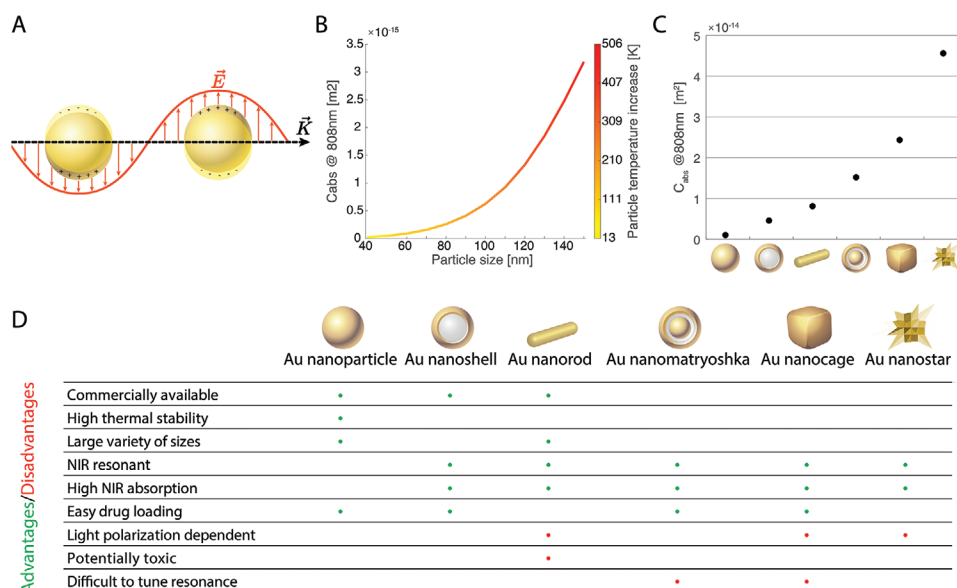 A
E
K
B
×10⁻¹⁵
3.5
3
2.5
2
1.5
1
0.5
0
Cabs @ 808nm [m2]
40 60 80 100 120 140
Particle size [nm]
506
407
309
210
111
13
Particle temperature increase [K]
C
×10⁻¹⁴
5
4
3
2
1
0
Cabs @808nm [m²]
D
Au nanoparticle Au nanoshell Au nanorod Au nanomatryoshka Au nanocage Au nanostar
Advantages/Disadvantages
Commercially available
High thermal stability
Large variety of sizes
NIR resonant
High NIR absorption
Easy drug loading
Light polarization dependent
Potentially toxic
Difficult to tune resonance